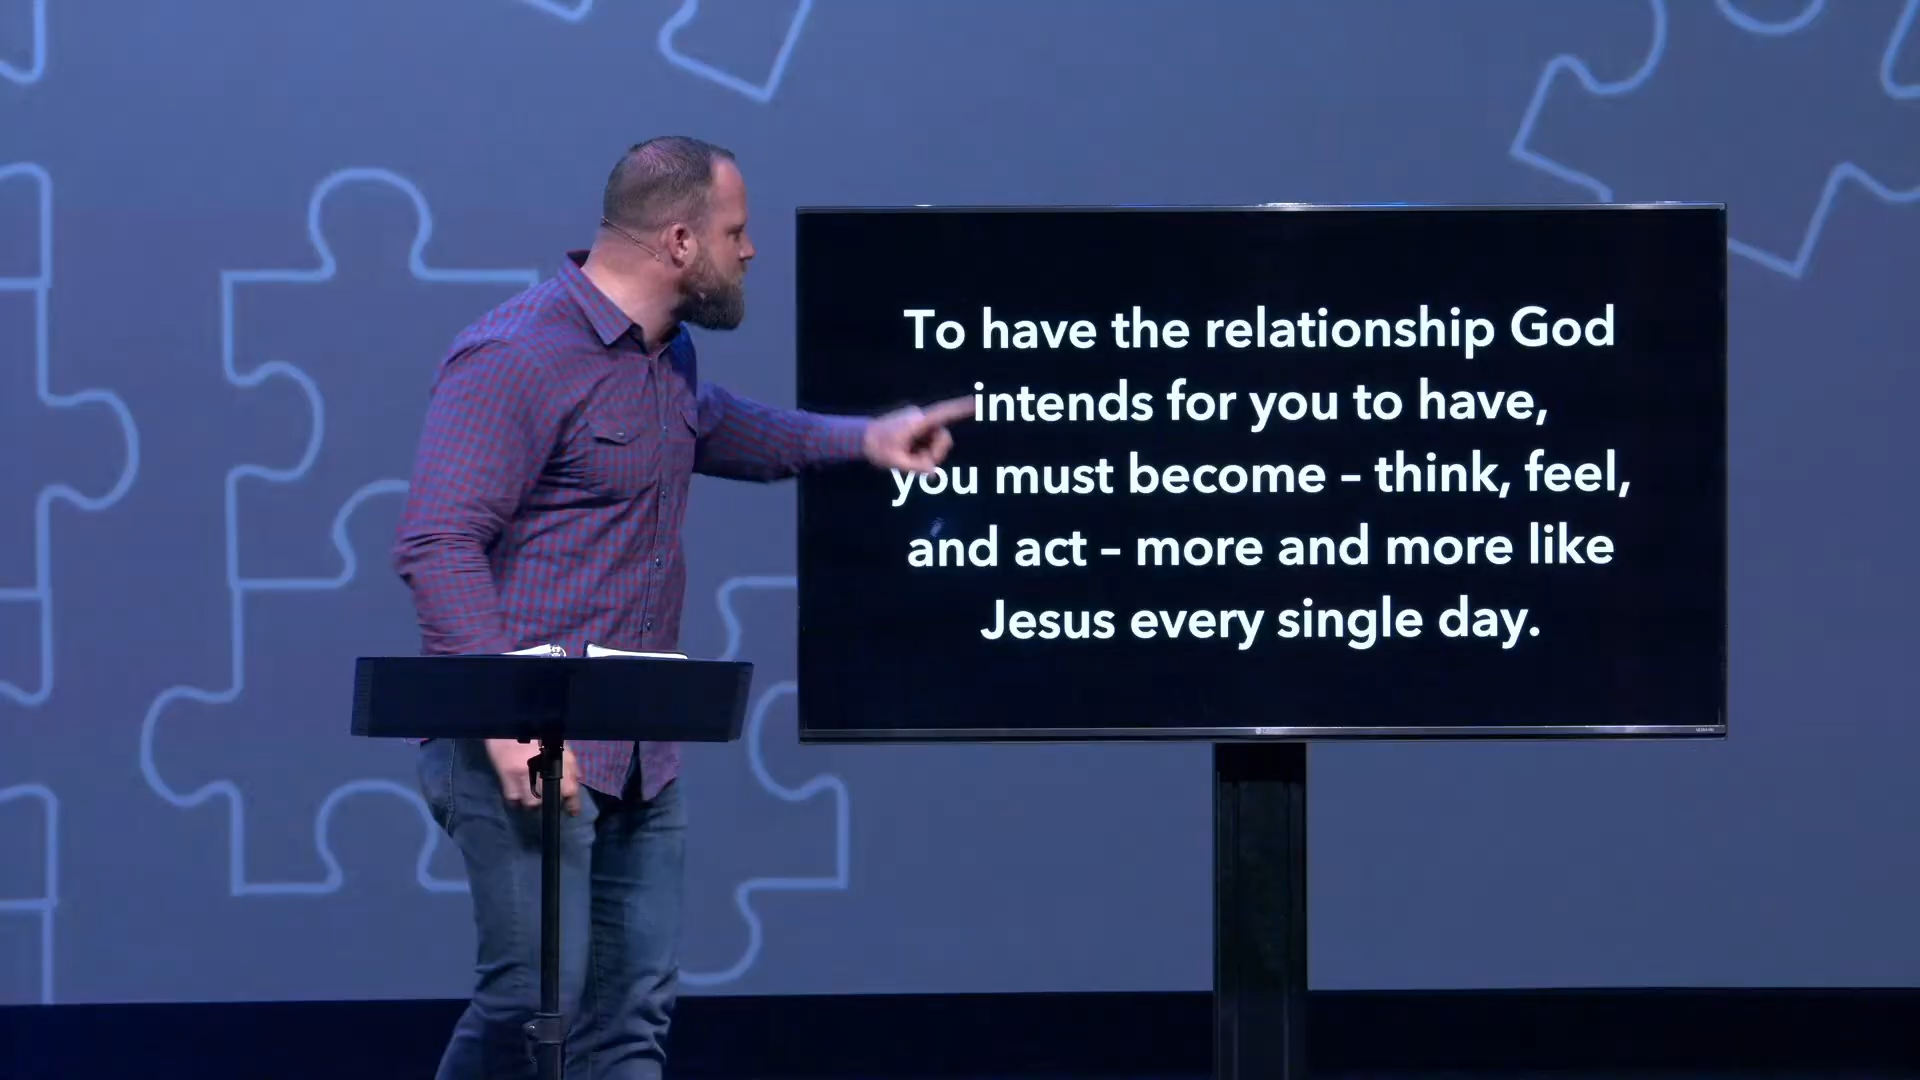 To have the relationship God
intends for you to have,
you must become – think, feel,
and act – more and more like
Jesus every single day.